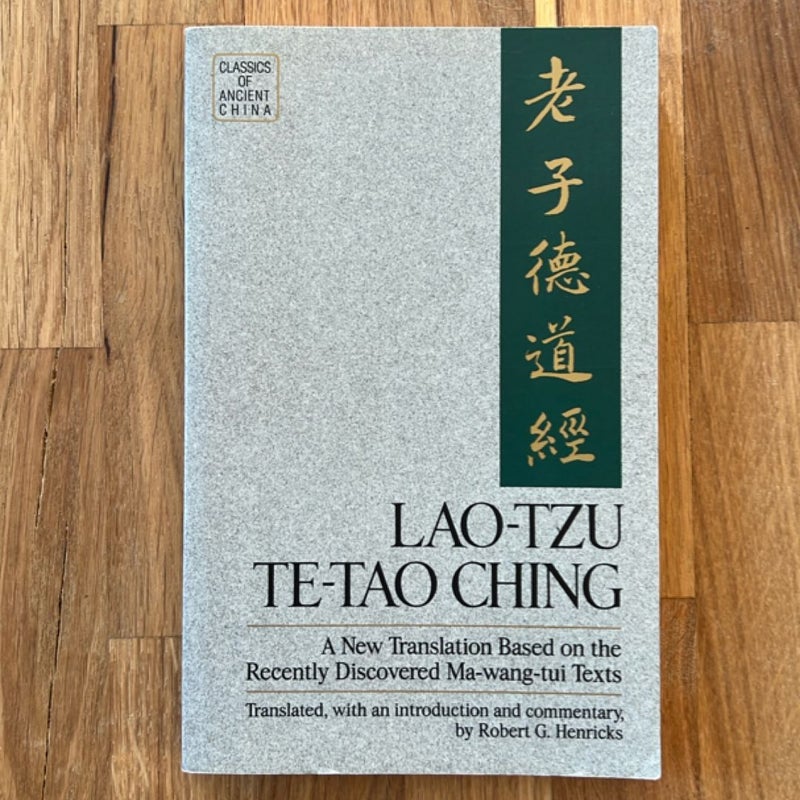 CLASSICS
OF
ANCIENT
CHINA
老子德道經
LAO-TZU
TE-TAO CHING
A New Translation Based on the
Recently Discovered Ma-wang-tui Texts
Translated, with an introduction and commentary,
by Robert G. Henricks